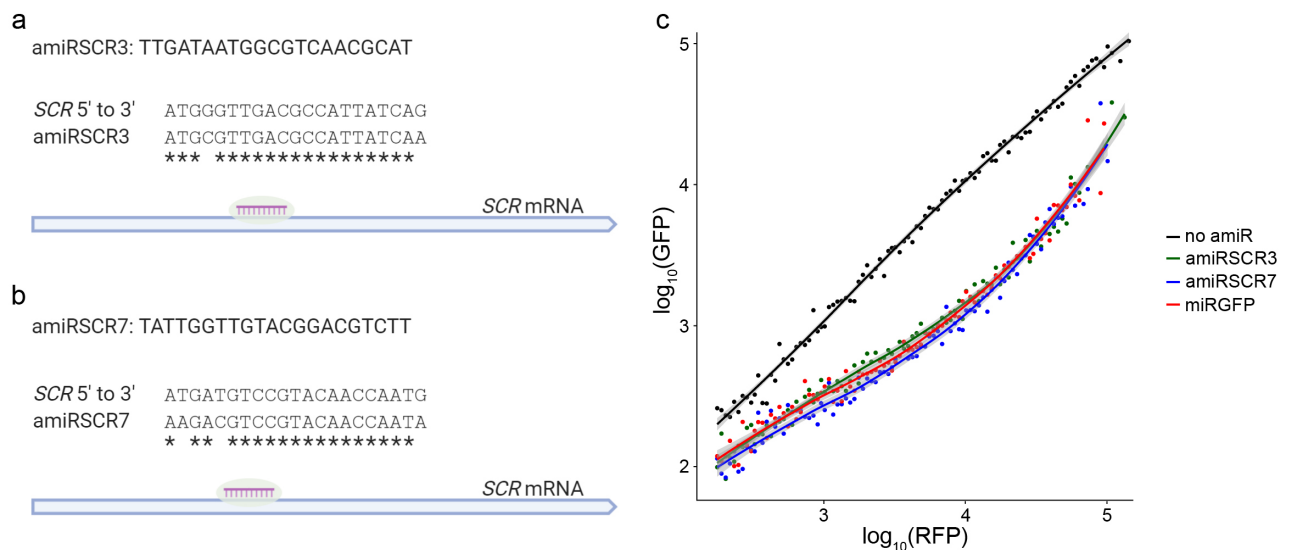 a
amiRSCR3: TTGATAATGGCGTCAACGCAT
SCR 5' to 3' ATGGGTTGACGCCATTATCAG
amiRSCR3 ATGCGTTGACGCCATTATCAA
*** ****************
SCR mRNA
b
amiRSCR7: TATTGGTTGTACGGACGTCTT
SCR 5' to 3' ATGATGTCCGTACAACCAATG
amiRSCR7 AAGACGTCCGTACAACCAATA
* ** ***************
SCR mRNA
c
log10(GFP)
5
4
3
2
3 4 5
log10(RFP)
no amiR
amiRSCR3
amiRSCR7
miRGFP